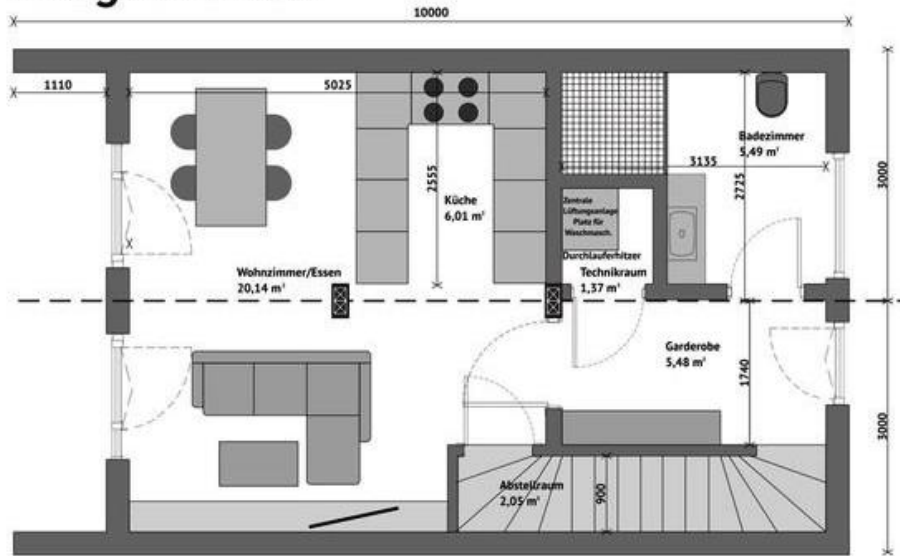 10000
1110
5025
Badezimmer
5,49 m²
3135
3000
2555
2725
Küche
6,01 m²
Zentrale
Lüftungsanlage
Platz für
Waschmasch.
Durchlauferhitzer
Technikraum
1,37 m²
Wohnzimmer/Essen
20,14 m²
Garderobe
5,48 m²
1740
3000
Abstellraum
2,05 m²
900